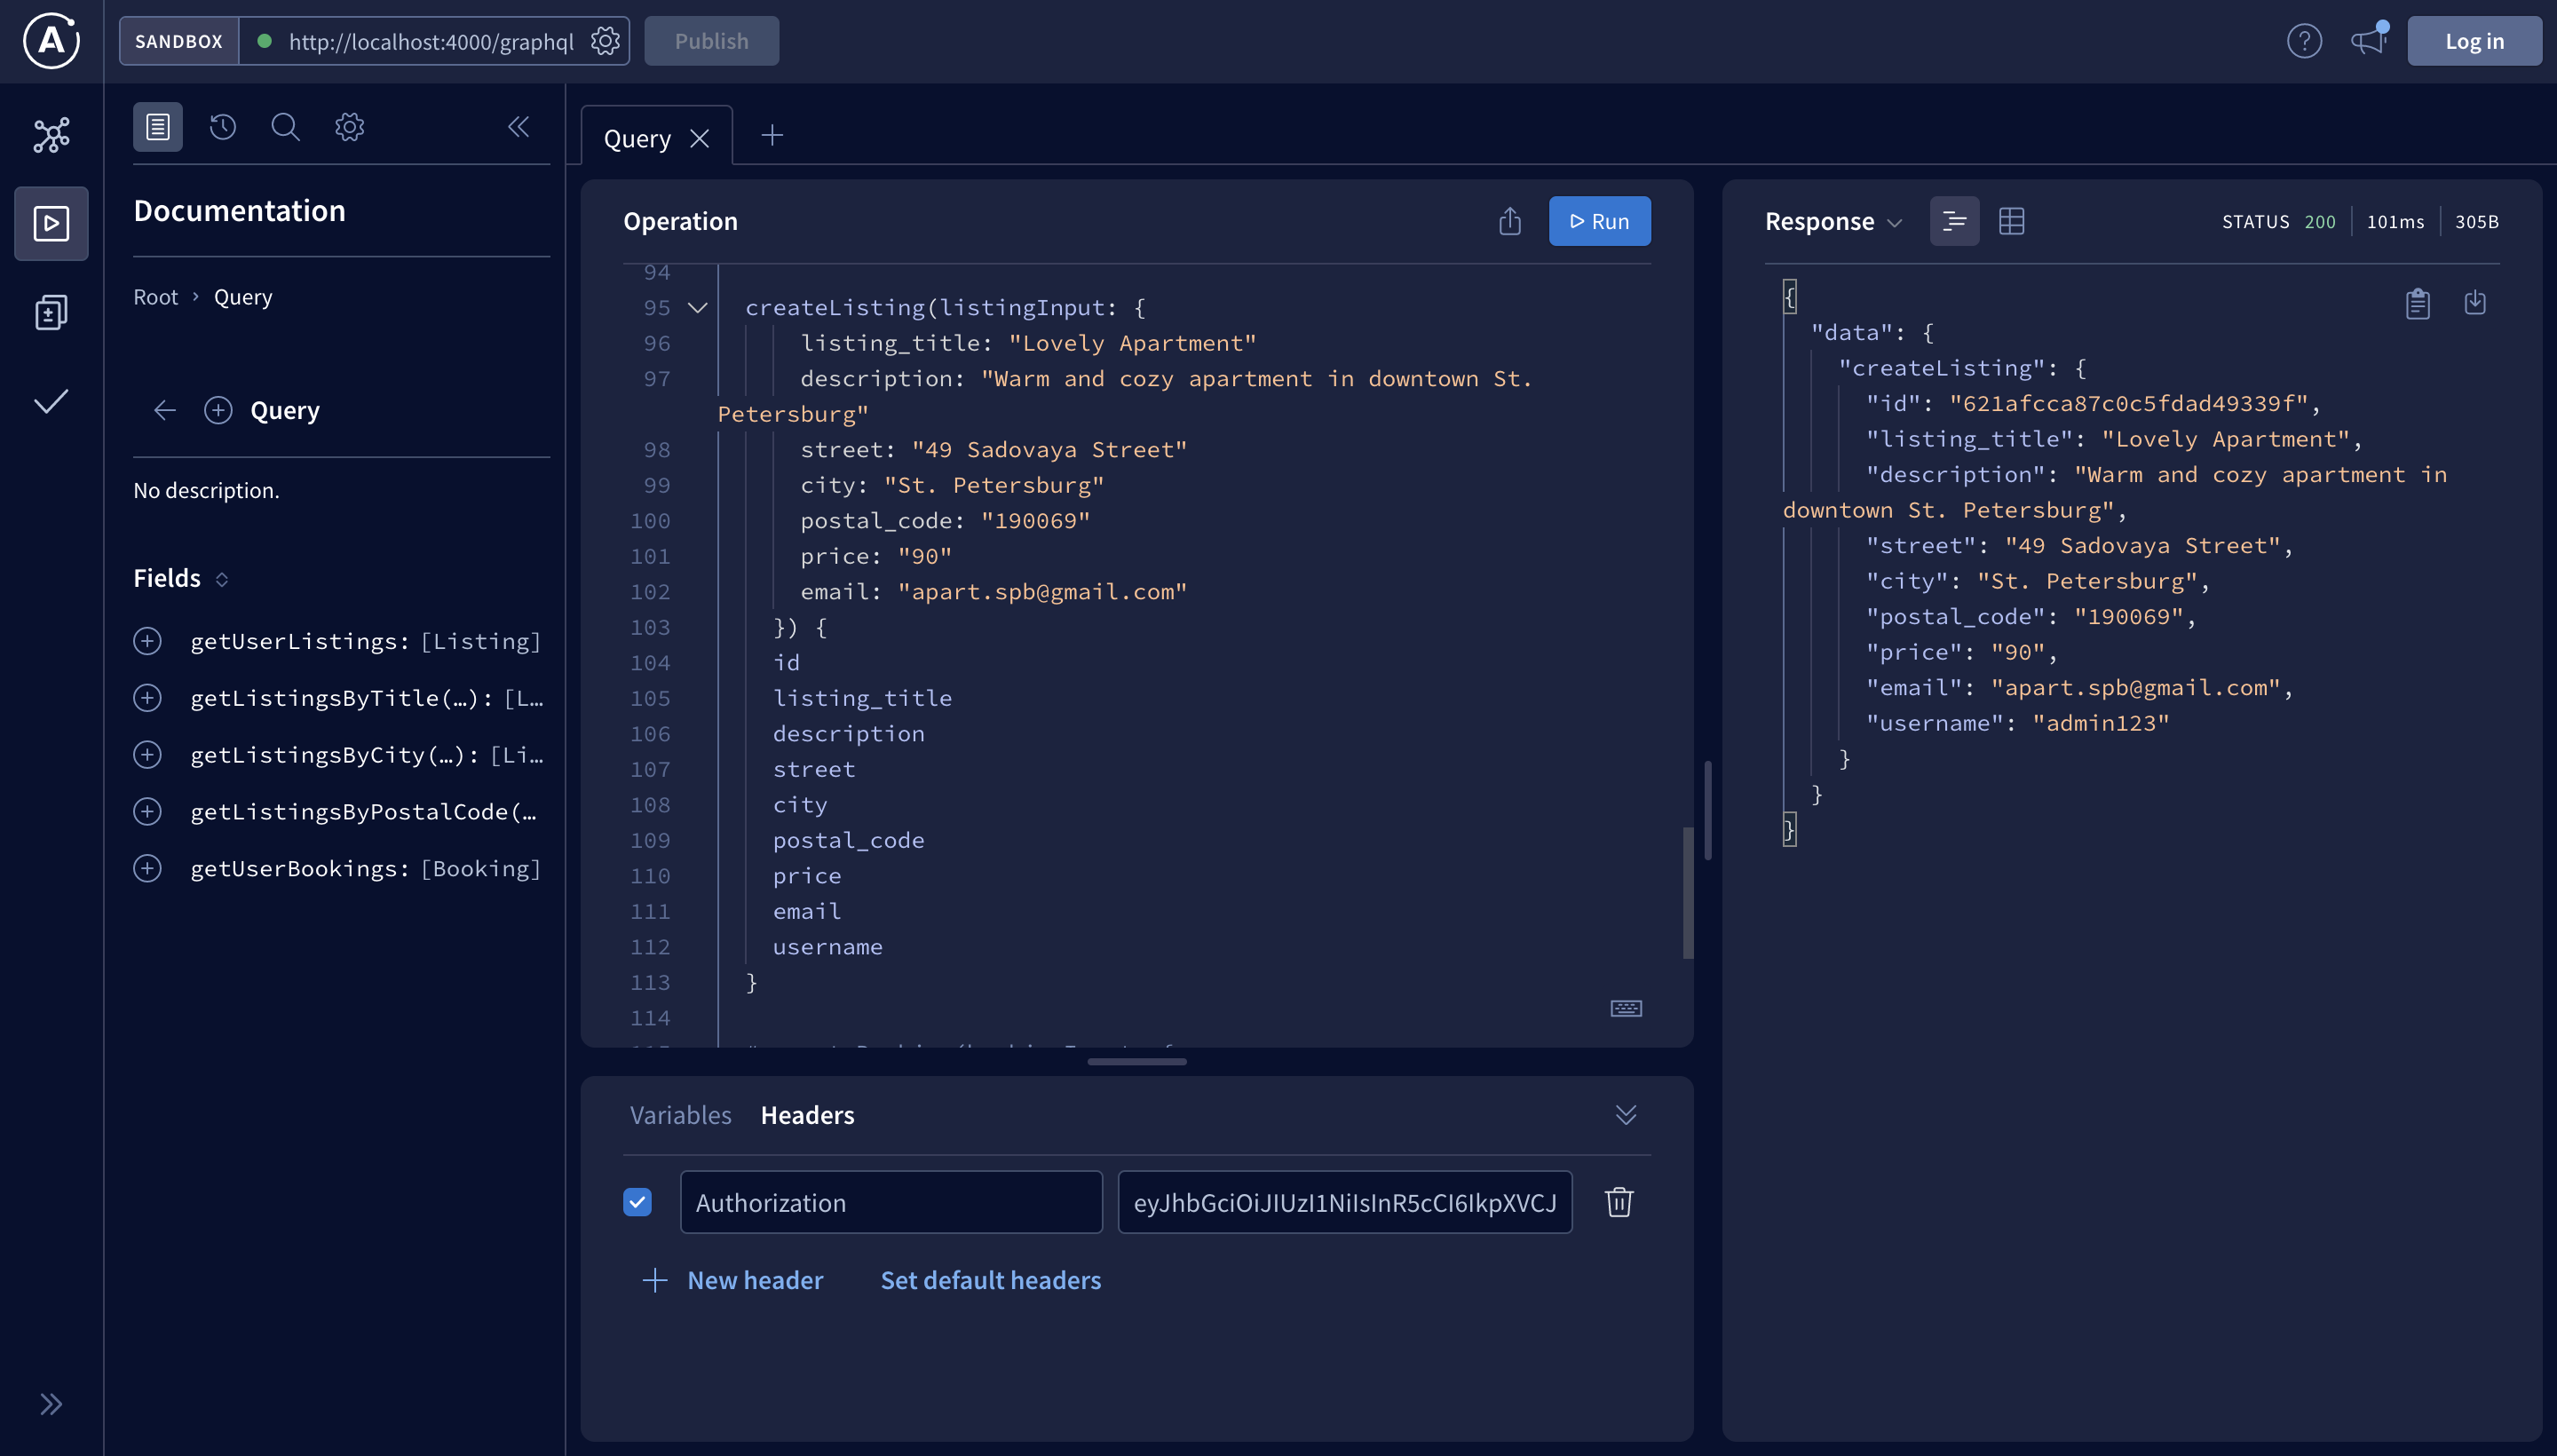 A
SANDBOX
http://localhost:4000/graphql
Publish
?
Log in
Documentation
Root > Query
Query
No description.
Fields
getUserListings: [Listing]
getListingsByTitle(…): [L…
getListingsByCity(…): [Li…
getListingsByPostalCode(…
getUserBookings: [Booking]
Query
Operation
Run
94
95 createListing(listingInput: {
96 listing_title: "Lovely Apartment"
97 description: "Warm and cozy apartment in downtown St.
Petersburg"
98 street: "49 Sadovaya Street"
99 city: "St. Petersburg"
100 postal_code: "190069"
101 price: "90"
102 email: "apart.spb@gmail.com"
103 }) {
104 id
105 listing_title
106 description
107 street
108 city
109 postal_code
110 price
111 email
112 username
113 }
114
Variables Headers
Authorization eyJhbGciOiJIUzI1NiIsInR5cCI6IkpXVCJ
New header Set default headers
Response STATUS 200 101ms 305B
{
"data": {
"createListing": {
"id": "621afcca87c0c5fdad49339f",
"listing_title": "Lovely Apartment",
"description": "Warm and cozy apartment in
downtown St. Petersburg",
"street": "49 Sadovaya Street",
"city": "St. Petersburg",
"postal_code": "190069",
"price": "90",
"email": "apart.spb@gmail.com",
"username": "admin123"
}
}
}